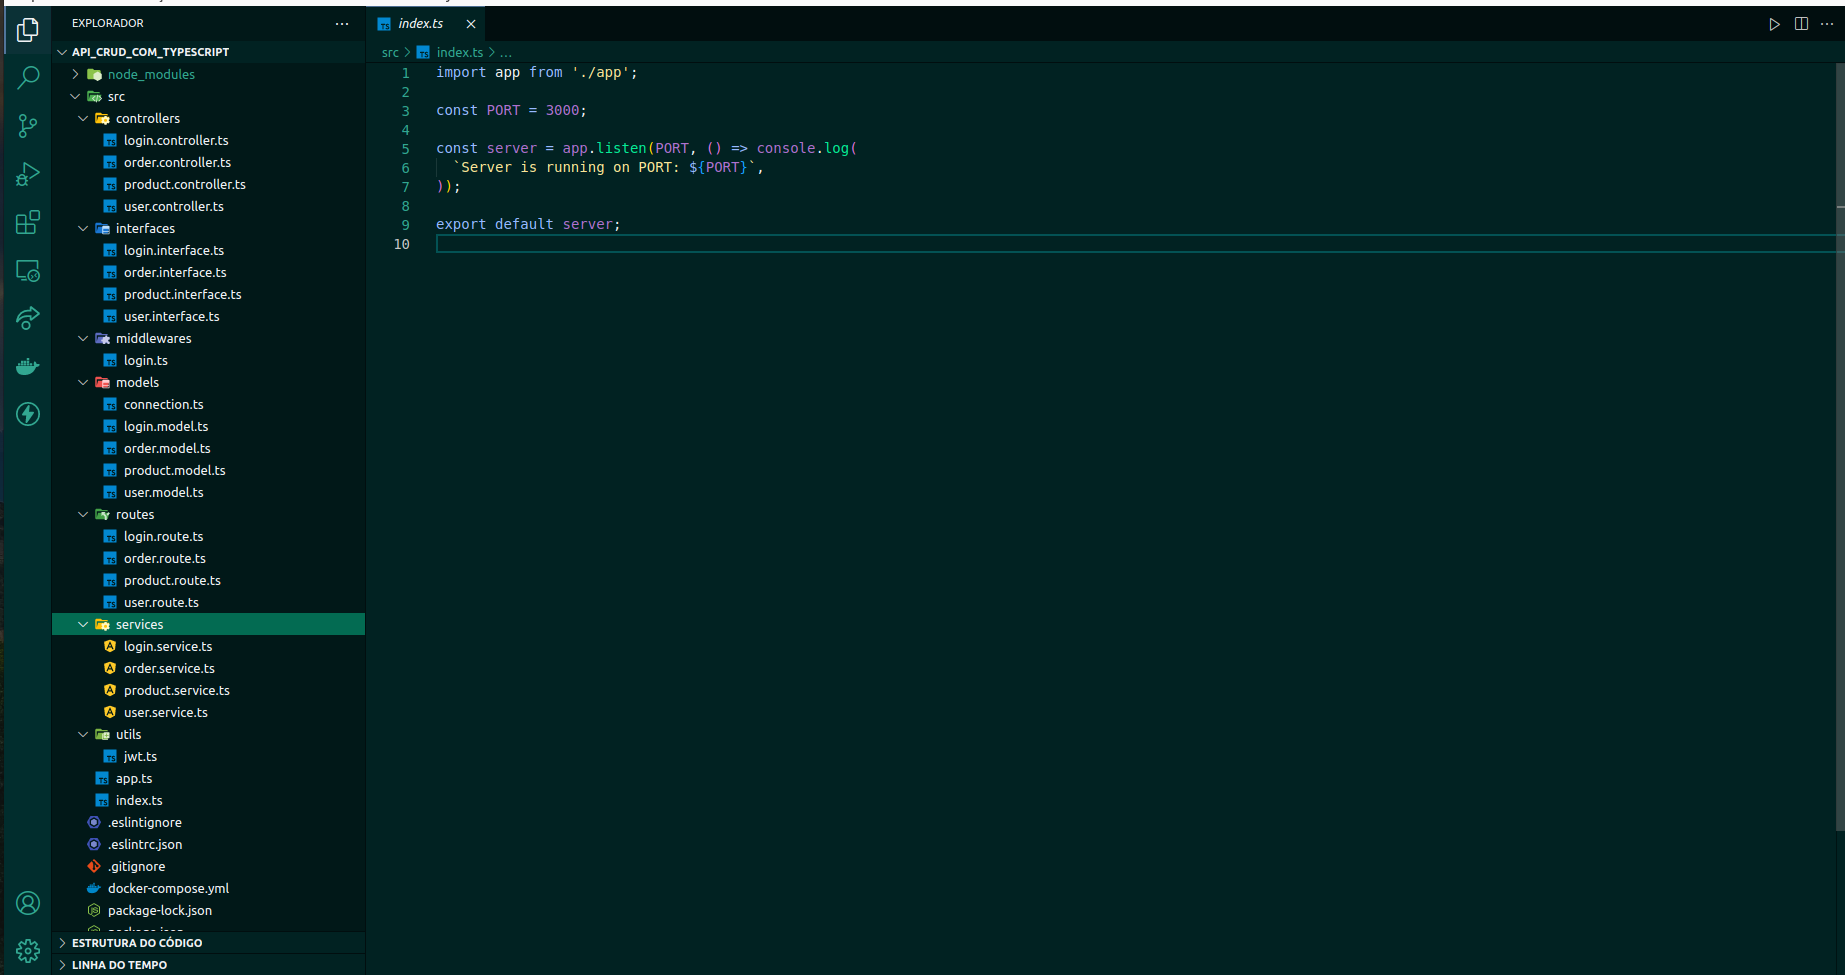 EXPLORADOR
API_CRUD_COM_TYPESCRIPT
node_modules
src
controllers
login.controller.ts
order.controller.ts
product.controller.ts
user.controller.ts
interfaces
login.interface.ts
order.interface.ts
product.interface.ts
user.interface.ts
middlewares
login.ts
models
connection.ts
login.model.ts
order.model.ts
product.model.ts
user.model.ts
routes
login.route.ts
order.route.ts
product.route.ts
user.route.ts
services
login.service.ts
order.service.ts
product.service.ts
user.service.ts
utils
jwt.ts
app.ts
index.ts
.eslintignore
.eslintrc.json
.gitignore
docker-compose.yml
package-lock.json
ESTRUTURA DO CÓDIGO
LINHA DO TEMPO
index.ts
src > index.ts > ...
1 import app from './app';
2
3 const PORT = 3000;
4
5 const server = app.listen(PORT, () => console.log(
6 `Server is running on PORT: ${PORT}`,
7 ));
8
9 export default server;
10